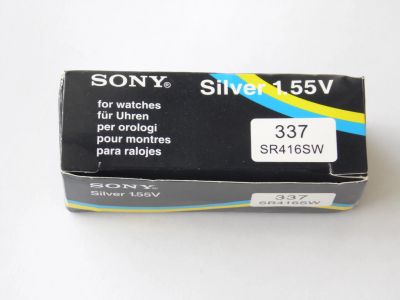 SONY® Silver 1.55V
for watches
für Uhren
per orologi
pour montres
para ralojes
337
SR416SW
SONY
Silver 1.55V
337
SR416SW